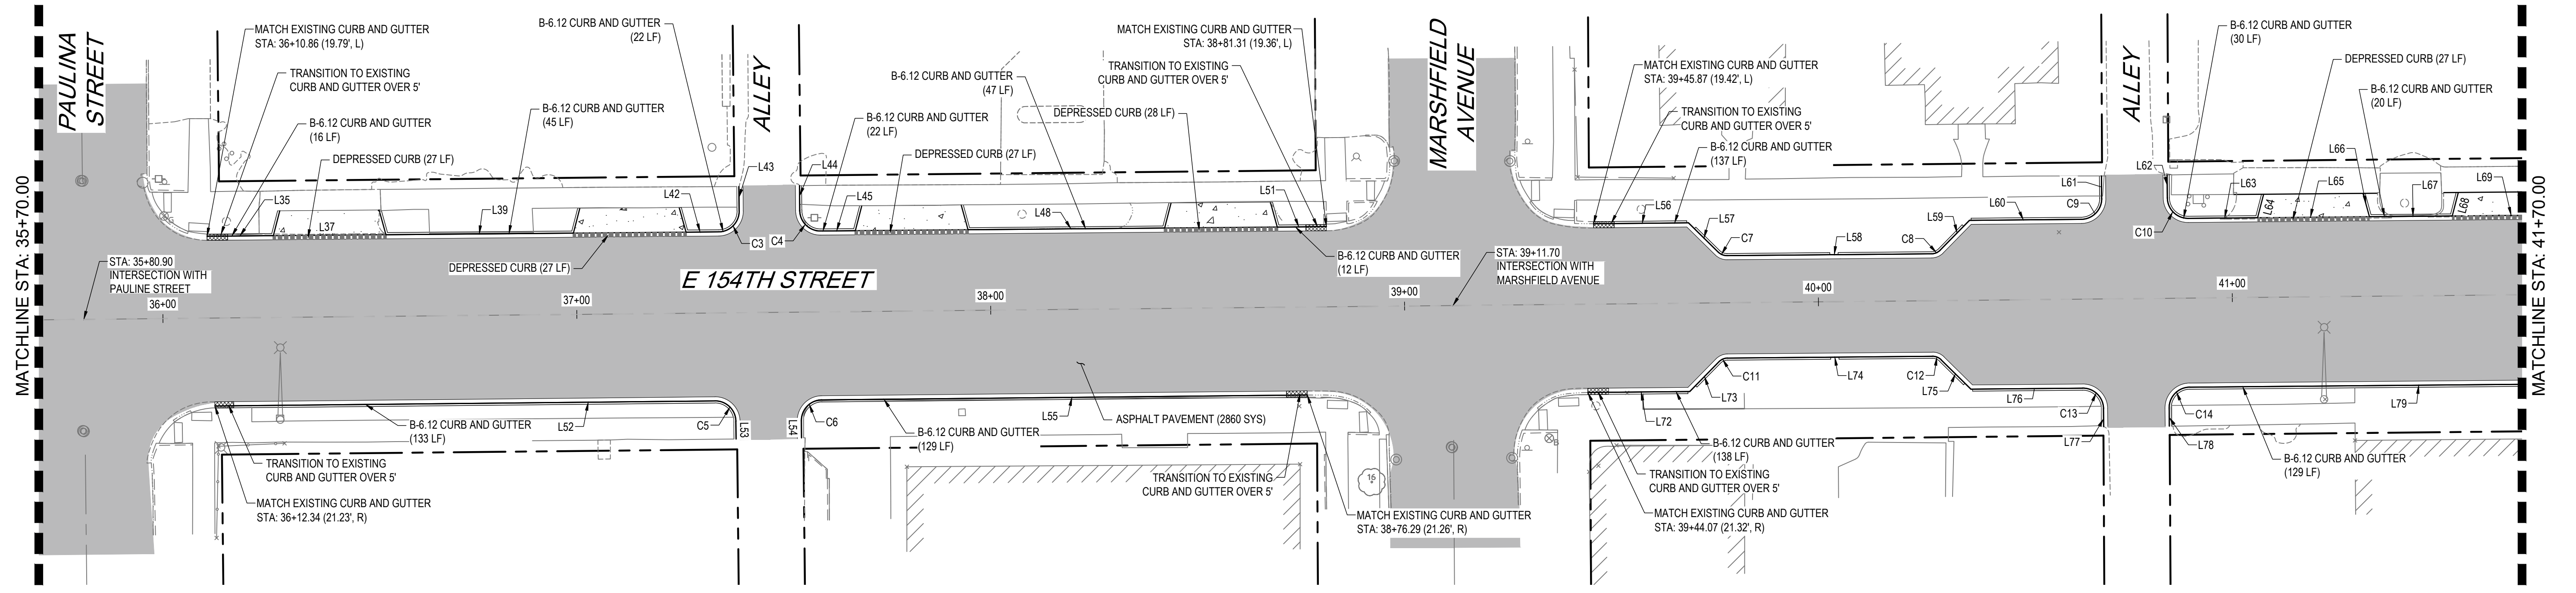 MATCHLINE STA: 35+70.00
PAULINA
STREET
MATCH EXISTING CURB AND GUTTER
STA: 36+10.86 (19.79', L)
TRANSITION TO EXISTING
CURB AND GUTTER OVER 5'
B-6.12 CURB AND GUTTER
(16 LF)
DEPRESSED CURB (27 LF)
L35
L37
B-6.12 CURB AND GUTTER
(45 LF)
L39
B-6.12 CURB AND GUTTER
(22 LF)
L42
DEPRESSED CURB (27 LF)
ALLEY
L43
C3
C4
L44
L45
B-6.12 CURB AND GUTTER
(22 LF)
DEPRESSED CURB (27 LF)
B-6.12 CURB AND GUTTER
(47 LF)
L48
DEPRESSED CURB (28 LF)
MATCH EXISTING CURB AND GUTTER
STA: 38+81.31 (19.36', L)
TRANSITION TO EXISTING
CURB AND GUTTER OVER 5'
L51
B-6.12 CURB AND GUTTER
(12 LF)
MARSHFIELD
AVENUE
MATCH EXISTING CURB AND GUTTER
STA: 39+45.87 (19.42', L)
TRANSITION TO EXISTING
CURB AND GUTTER OVER 5'
B-6.12 CURB AND GUTTER
(137 LF)
L56
L57
C7
L58
C8
L59
L60
L61
C9
ALLEY
L62
C10
B-6.12 CURB AND GUTTER
(30 LF)
L63
L64
DEPRESSED CURB (27 LF)
L65
B-6.12 CURB AND GUTTER
(20 LF)
L66
L67
L68
L69
MATCHLINE STA: 41+70.00
STA: 35+80.90
INTERSECTION WITH
PAULINE STREET
E 154TH STREET
STA: 39+11.70
INTERSECTION WITH
MARSHFIELD AVENUE
36+00
37+00
38+00
39+00
40+00
41+00
B-6.12 CURB AND GUTTER
(133 LF)
L52
C5
L53
L54
C6
TRANSITION TO EXISTING
CURB AND GUTTER OVER 5'
MATCH EXISTING CURB AND GUTTER
STA: 36+12.34 (21.23', R)
B-6.12 CURB AND GUTTER
(129 LF)
L55
ASPHALT PAVEMENT (2860 SYS)
TRANSITION TO EXISTING
CURB AND GUTTER OVER 5'
MATCH EXISTING CURB AND GUTTER
STA: 38+76.29 (21.26', R)
16
L72
L73
C11
L74
C12
L75
L76
C13
L77
B-6.12 CURB AND GUTTER
(138 LF)
TRANSITION TO EXISTING
CURB AND GUTTER OVER 5'
MATCH EXISTING CURB AND GUTTER
STA: 39+44.07 (21.32', R)
C14
L78
L79
B-6.12 CURB AND GUTTER
(129 LF)